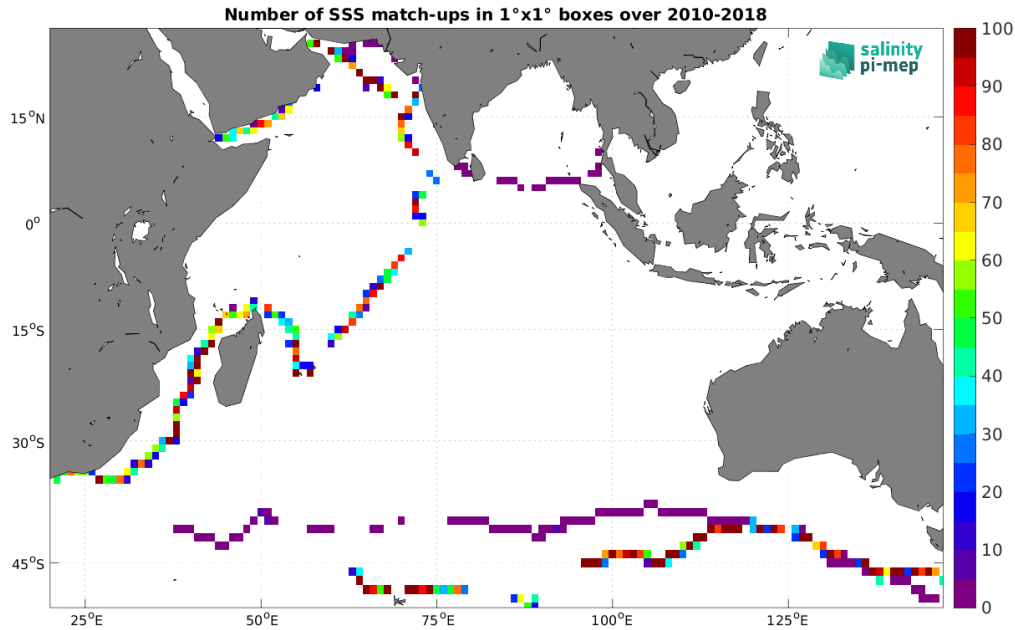 Number of SSS match-ups in 1°x1° boxes over 2010-2018
salinity
pi-mep
15°N
0°
15°S
30°S
45°S
25°E 50°E 75°E 100°E 125°E
100
90
80
70
60
50
40
30
20
10
0